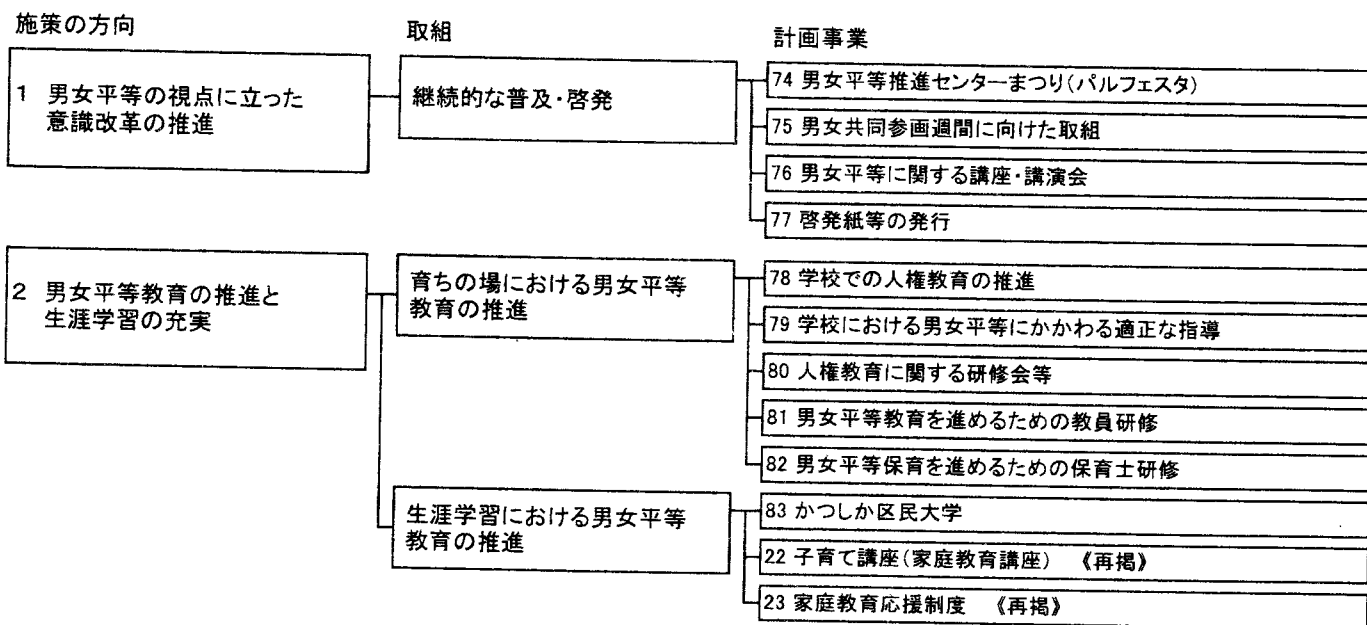 施策の方向
取組
計画事業
1 男女平等の視点に立った
意識改革の推進
継続的な普及・啓発
74 男女平等推進センターまつり(パルフェスタ)
75 男女共同参画週間に向けた取組
76 男女平等に関する講座・講演会
77 啓発紙等の発行
2 男女平等教育の推進と
生涯学習の充実
育ちの場における男女平等
教育の推進
78 学校での人権教育の推進
79 学校における男女平等にかかわる適正な指導
80 人権教育に関する研修会等
81 男女平等教育を進めるための教員研修
82 男女平等保育を進めるための保育士研修
生涯学習における男女平等
教育の推進
83 かつしか区民大学
22 子育て講座(家庭教育講座) 《再掲》
23 家庭教育応援制度 《再掲》